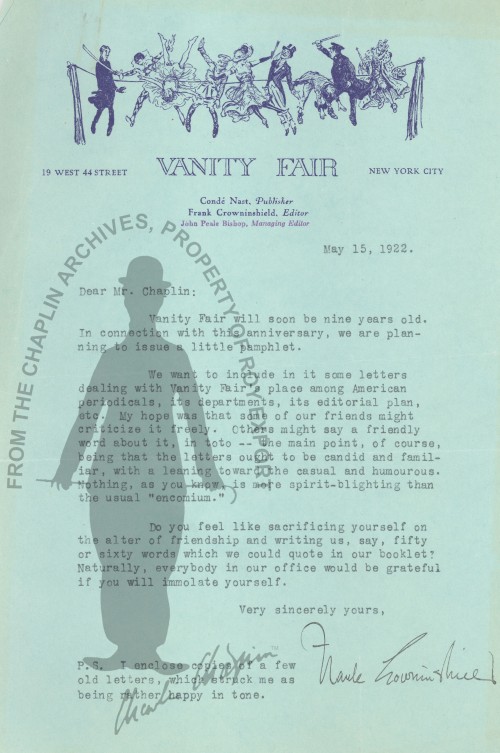 19 WEST 44 STREET
VANITY FAIR
NEW YORK CITY
Condé Nast, Publisher
Frank Crowninshield, Editor
John Peale Bishop, Managing Editor
May 15, 1922.
Dear Mr. Chaplin:
Vanity Fair will soon be nine years old.
In connection with this anniversary, we are plan-
ning to issue a little pamphlet.
We want to include in it some letters
dealing with Vanity Fair's place among American
periodicals, its departments, its editorial plan,
etc. My hope was that some of our friends might
criticize it freely. Others might say a friendly
word about it, in toto -- the main point, of course,
being that the letters ought to be candid and famil-
iar, with a leaning toward the casual and humourous.
Nothing, as you know, is more spirit-blighting than
the usual "encomium."
Do you feel like sacrificing yourself on
the alter of friendship and writing us, say, fifty
or sixty words which we could quote in our booklet?
Naturally, everybody in our office would be grateful
if you will immolate yourself.
Very sincerely yours,
Frank Crowninshield
P.S. I enclose copies of a few
old letters, which struck me as
being rather happy in tone.
Charlie Chaplin
FROM THE CHAPLIN ARCHIVES, PROPERTY OF ROY EXPORT